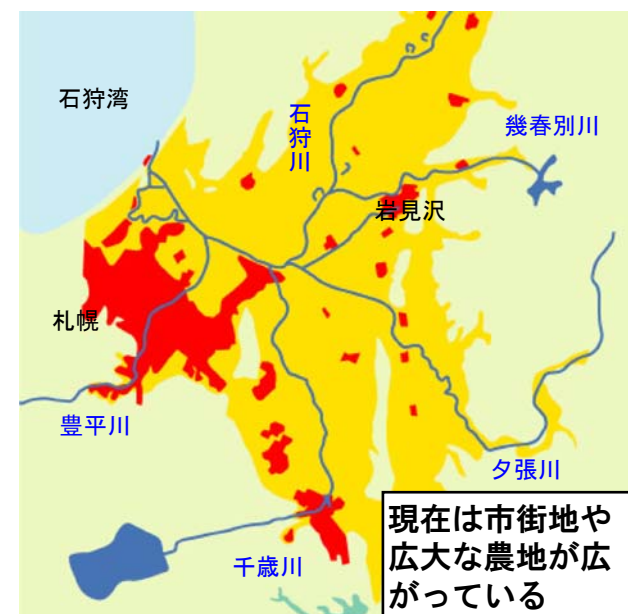 石狩湾
石狩川
幾春別川
岩見沢
札幌
豊平川
夕張川
千歳川
現在は市街地や
広大な農地が広
がっている